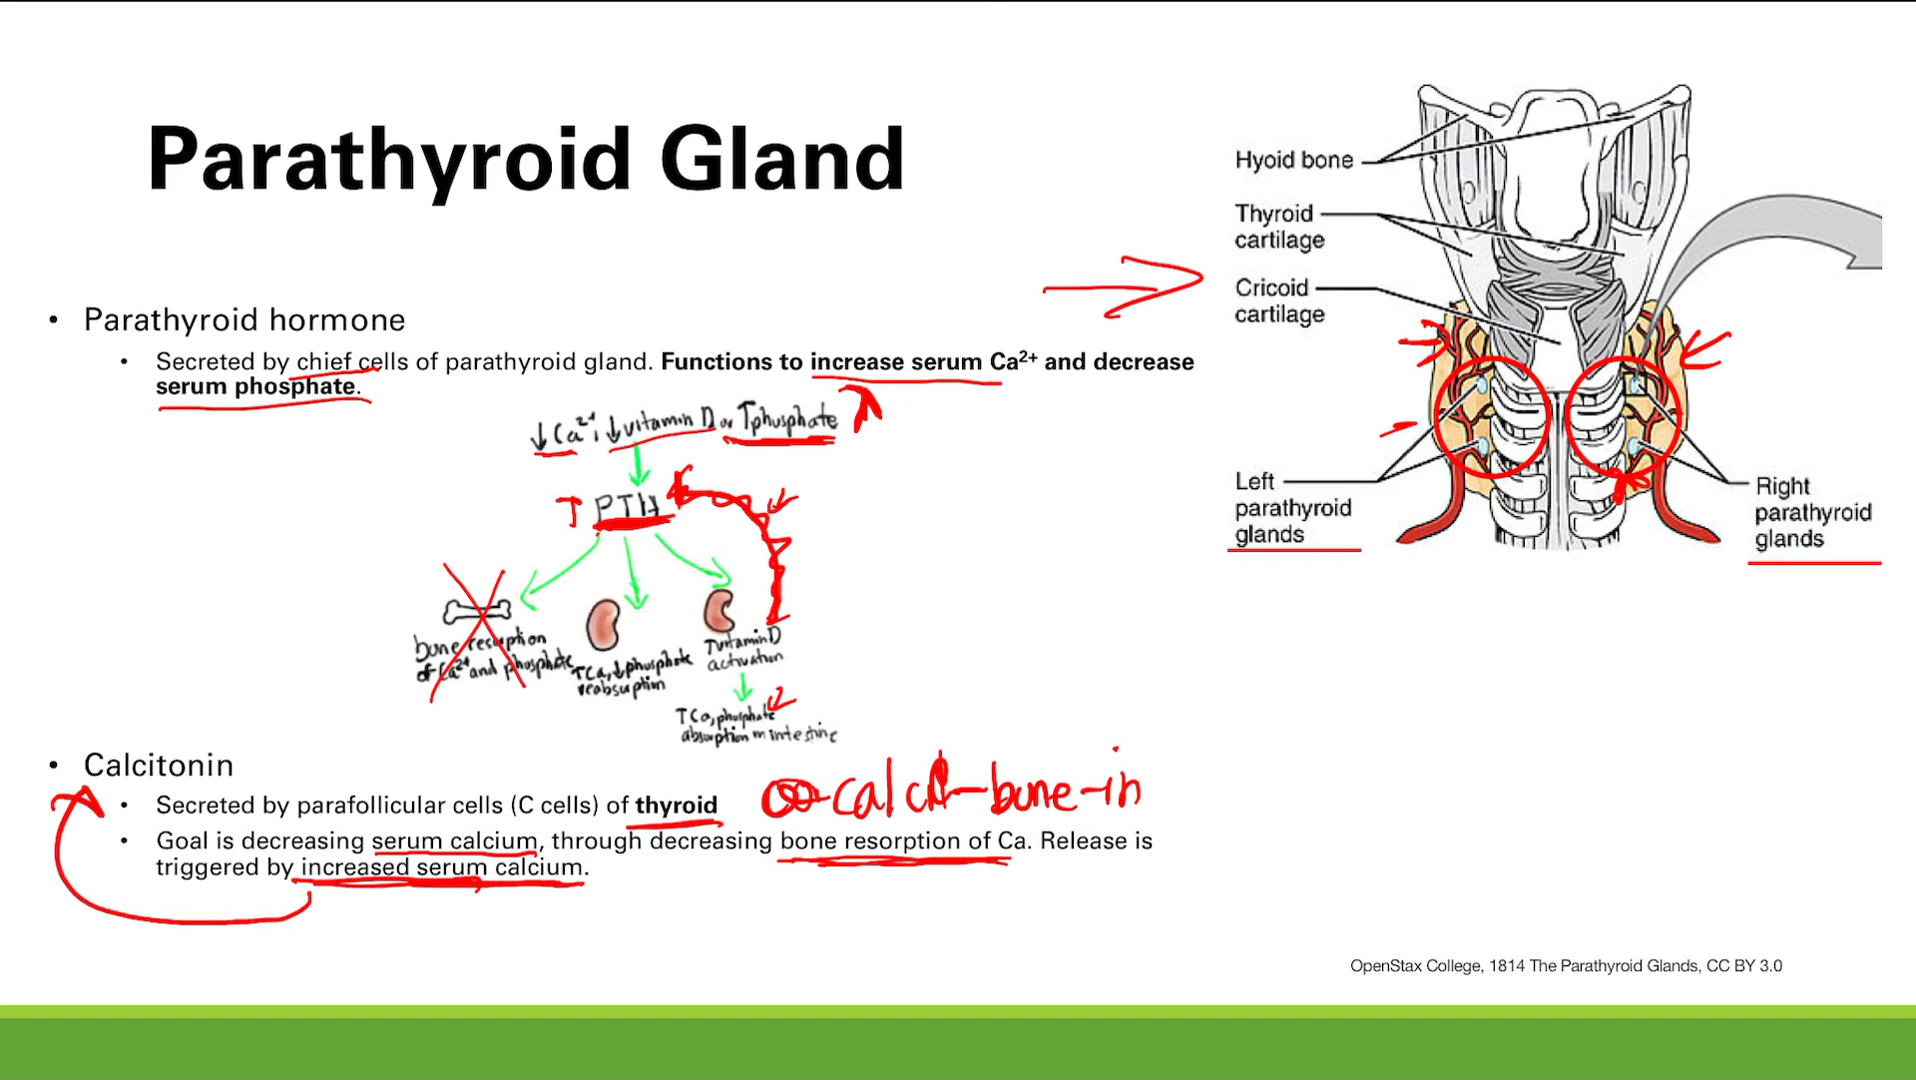 Parathyroid Gland
• Parathyroid hormone
• Secreted by chief cells of parathyroid gland. Functions to increase serum Ca²⁺ and decrease
serum phosphate.
↓Ca²⁺, ↓vitamin D or ↑phosphate
↑ PTH
bone resorption
of Ca²⁺ and phosphate
↑Ca, ↓phosphate
reabsorption
↑vitamin D
activation
↑Ca, phosphate
absorption in intestine
• Calcitonin
• Secreted by parafollicular cells (C cells) of thyroid
calcit-bone-in
• Goal is decreasing serum calcium, through decreasing bone resorption of Ca. Release is
triggered by increased serum calcium.
Hyoid bone
Thyroid
cartilage
Cricoid
cartilage
Left
parathyroid
glands
Right
parathyroid
glands
OpenStax College, 1814 The Parathyroid Glands, CC BY 3.0